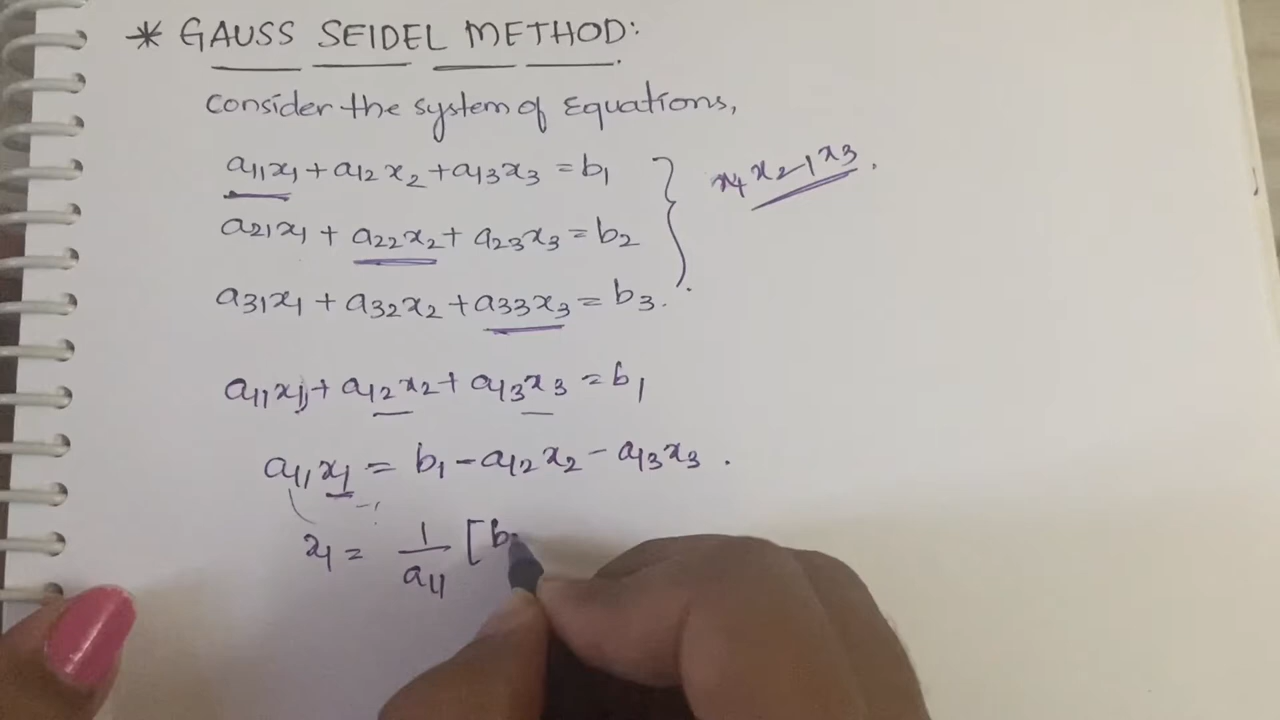 * GAUSS SEIDEL METHOD:
Consider the system of Equations,
a11x1 + a12x2 + a13x3 = b1
a21x1 + a22x2 + a23x3 = b2
a31x1 + a32x2 + a33x3 = b3.
x1 x2 x3.
a11x1 + a12x2 + a13x3 = b1
a11x1 = b1 - a12x2 - a13x3.
x1 = 1/a11 [b